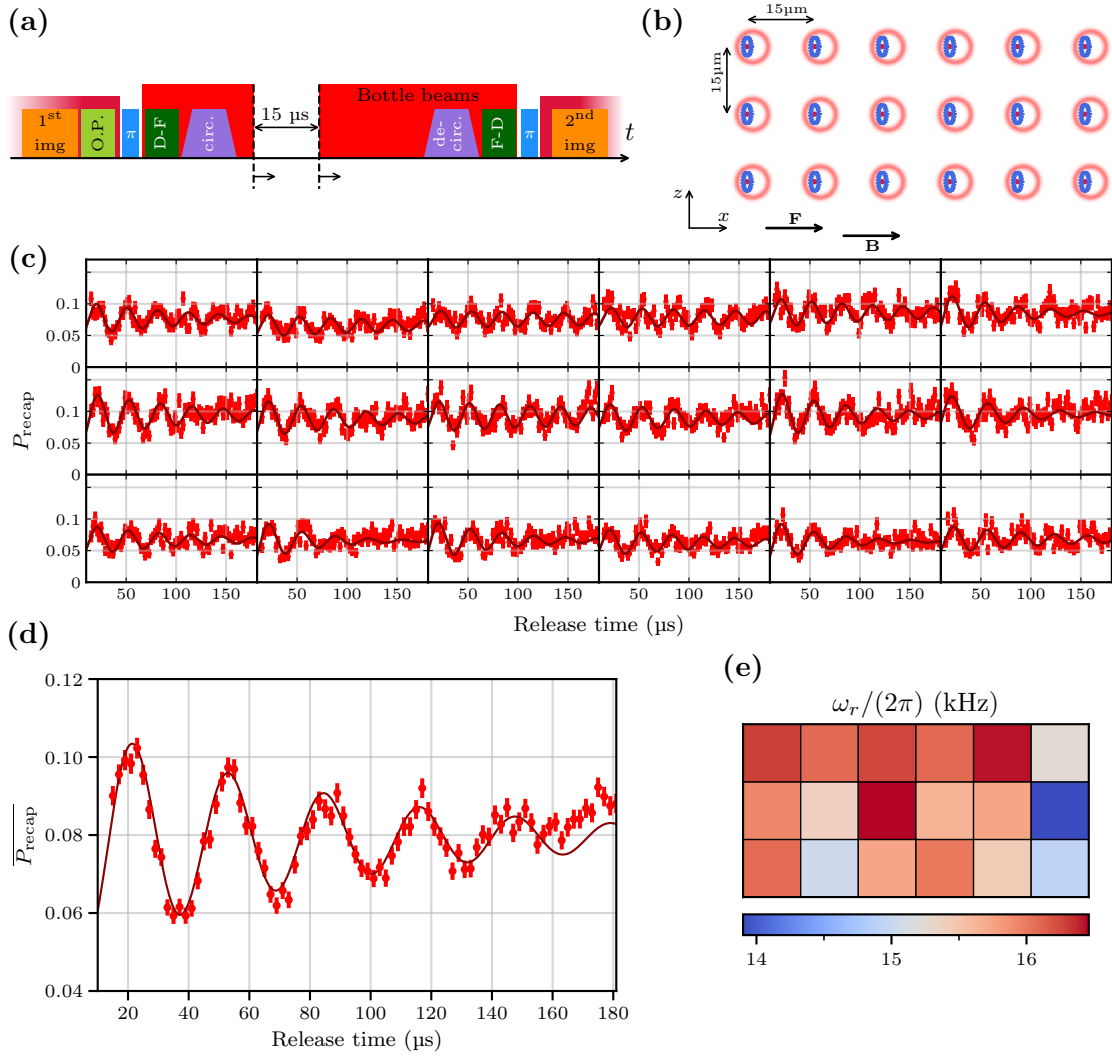 (a)
1st img
O.P.
π
D-F
circ.
15 µs
Bottle beams
de-circ.
F-D
π
2nd img
t
(b)
15µm
15µm
z
x
F
B
(c)
0.1
0.05
0
0.1
0.05
0
0.1
0.05
0
P_recap
50 100 150 50 100 150 50 100 150 50 100 150 50 100 150 50 100 150
Release time (µs)
(d)
0.12
0.10
0.08
0.06
0.04
P_recap
20 40 60 80 100 120 140 160 180
Release time (µs)
(e)
ω_r/(2π) (kHz)
14 15 16